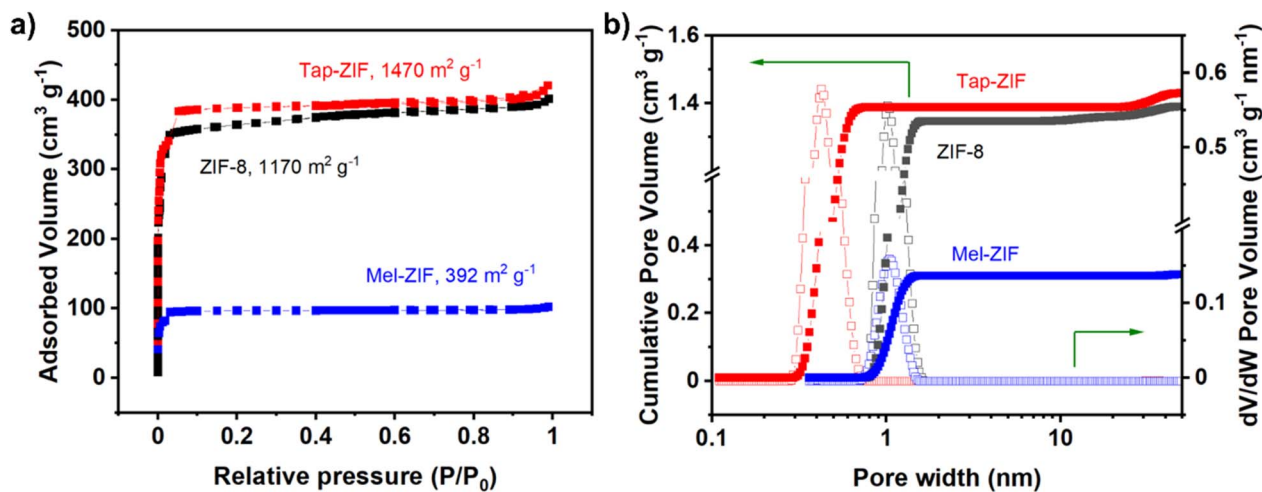 a)
500
400
300
200
100
0
Adsorbed Volume (cm³ g⁻¹)
Tap-ZIF, 1470 m² g⁻¹
ZIF-8, 1170 m² g⁻¹
Mel-ZIF, 392 m² g⁻¹
0 0.2 0.4 0.6 0.8 1
Relative pressure (P/P₀)
b)
1.6
1.4
0.4
0.2
0
Cumulative Pore Volume (cm³ g⁻¹)
Tap-ZIF
ZIF-8
Mel-ZIF
0.6
0.5
0.1
0
dV/dW Pore Volume (cm³ g⁻¹ nm⁻¹)
0.1 1 10
Pore width (nm)